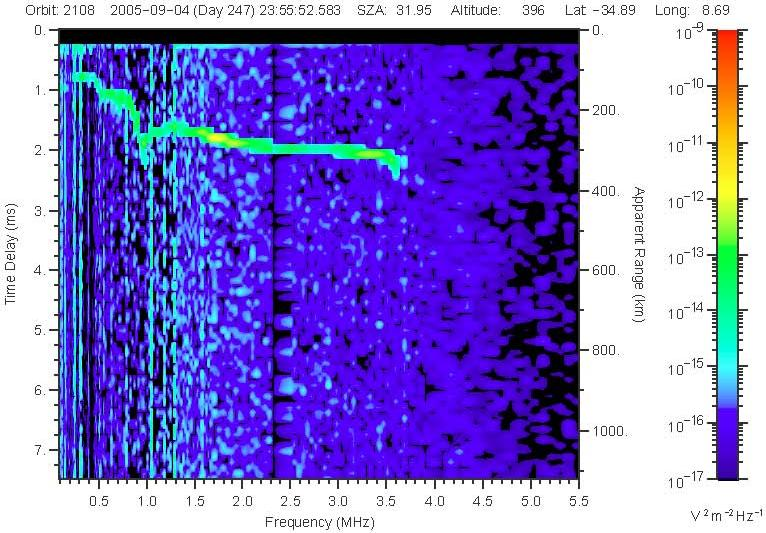 Orbit: 2108 2005−09−04 (Day 247) 23:55:52.583 SZA: 31.95 Altitude: 396 Lat −34.89 Long: 8.69
0. 0. 10⁻⁹
10⁻¹⁰
1. 200. 10⁻¹¹
2. 400. 10⁻¹²
3. 10⁻¹³
4. 600. 10⁻¹⁴
5. 800. 10⁻¹⁵
6. 10⁻¹⁶
7. 1000. 10⁻¹⁷
Time Delay (ms)
Apparent Range (km)
0.5 1.0 1.5 2.0 2.5 3.0 3.5 4.0 4.5 5.0 5.5
Frequency (MHz)
V²m⁻²Hz⁻¹